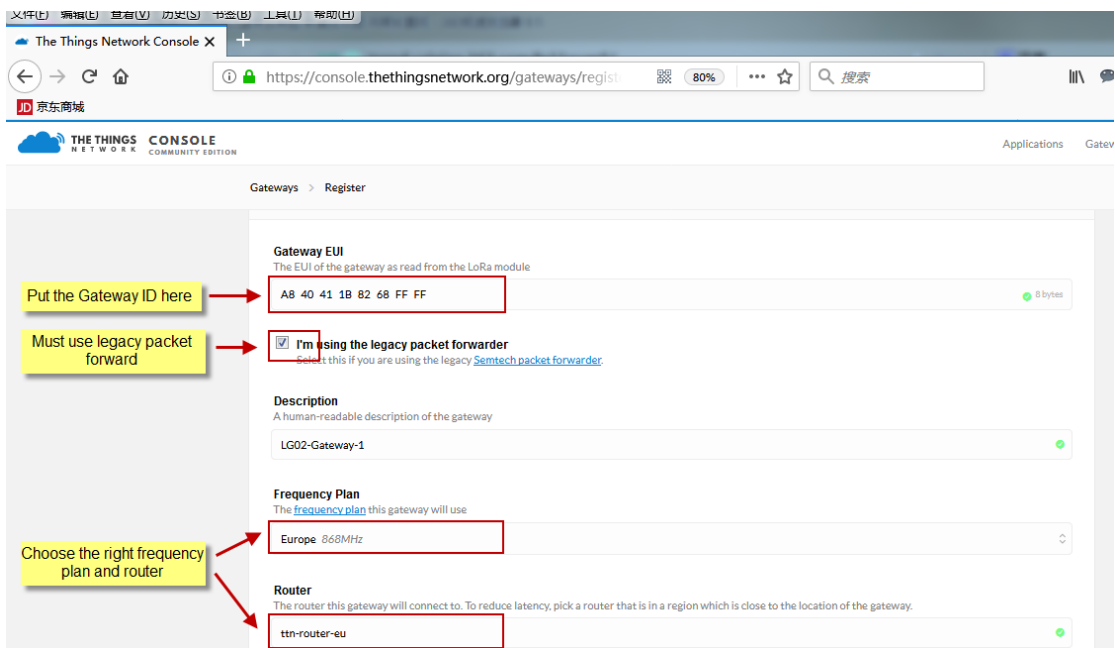 文件(F) 编辑(E) 查看(V) 历史(S) 书签(B) 工具(T) 帮助(H)
The Things Network Console
https://console.thethingsnetwork.org/gateways/regist
80%
搜索
JD 京东商城
THE THINGS NETWORK
CONSOLE
COMMUNITY EDITION
Applications
Gatew
Gateways > Register
Gateway EUI
The EUI of the gateway as read from the LoRa module
Put the Gateway ID here
A8 40 41 1B 82 68 FF FF
8 bytes
Must use legacy packet
forward
I'm using the legacy packet forwarder
Select this if you are using the legacy Semtech packet forwarder.
Description
A human-readable description of the gateway
LG02-Gateway-1
Frequency Plan
The frequency plan this gateway will use
Europe 868MHz
Choose the right frequency
plan and router
Router
The router this gateway will connect to. To reduce latency, pick a router that is in a region which is close to the location of the gateway.
ttn-router-eu